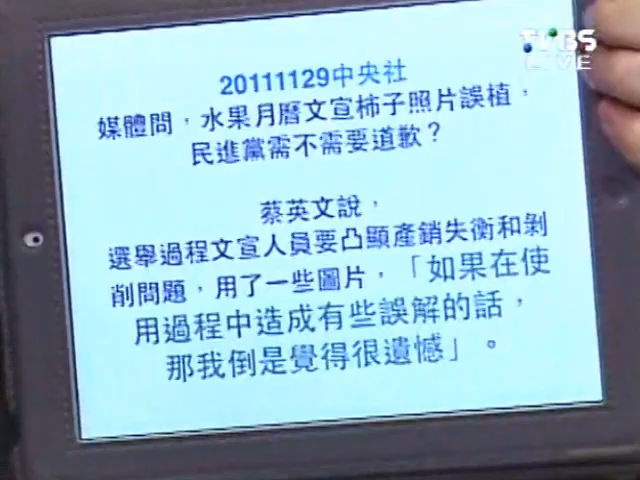 TVBS
LIVE
20111129中央社
媒體問，水果月曆文宣柿子照片誤植，
民進黨需不需要道歉？
蔡英文說，
選舉過程文宣人員要凸顯產銷失衡和剝
削問題，用了一些圖片，「如果在使
用過程中造成有些誤解的話，
那我倒是覺得很遺憾」。